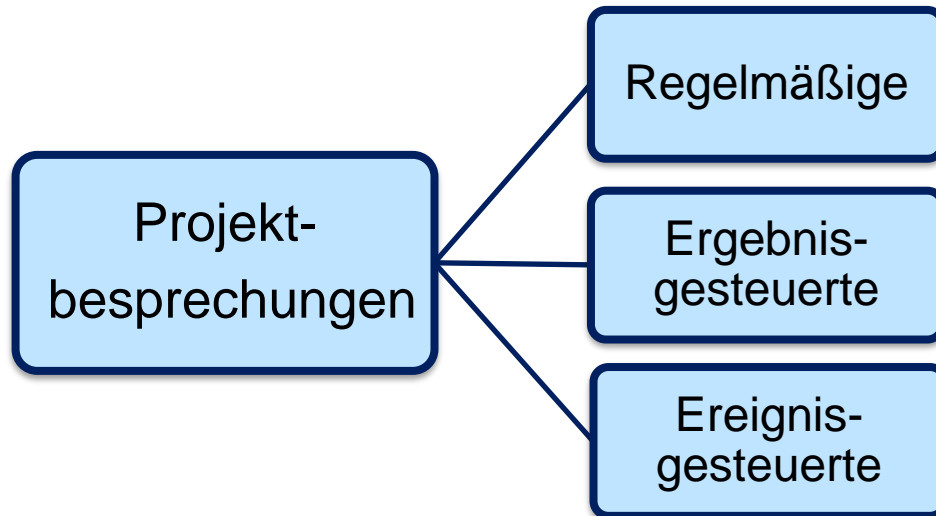 Projekt-
besprechungen
Regelmäßige
Ergebnis-
gesteuerte
Ereignis-
gesteuerte